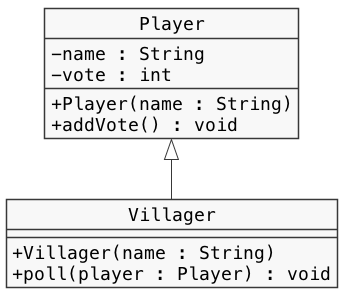 Player
−name : String
−vote : int
+Player(name : String)
+addVote() : void
Villager
+Villager(name : String)
+poll(player : Player) : void